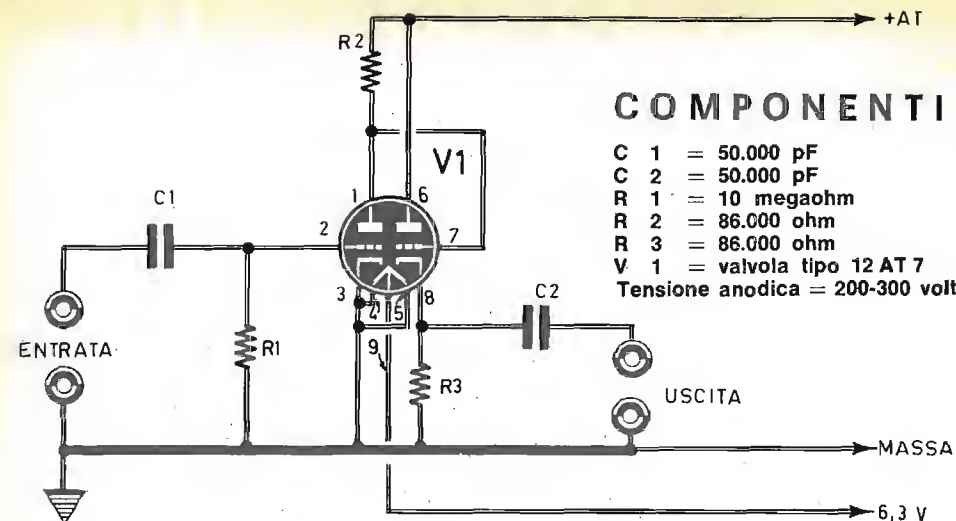 +AT
R2
COMPONENTI
V1
C 1 = 50.000 pF
C 2 = 50.000 pF
R 1 = 10 megaohm
R 2 = 86.000 ohm
R 3 = 86.000 ohm
V 1 = valvola tipo 12 AT 7
Tensione anodica = 200-300 volt
C1
1
6
2
7
3
4
5
8
9
C2
ENTRATA
R1
R3
USCITA
MASSA
6,3 V